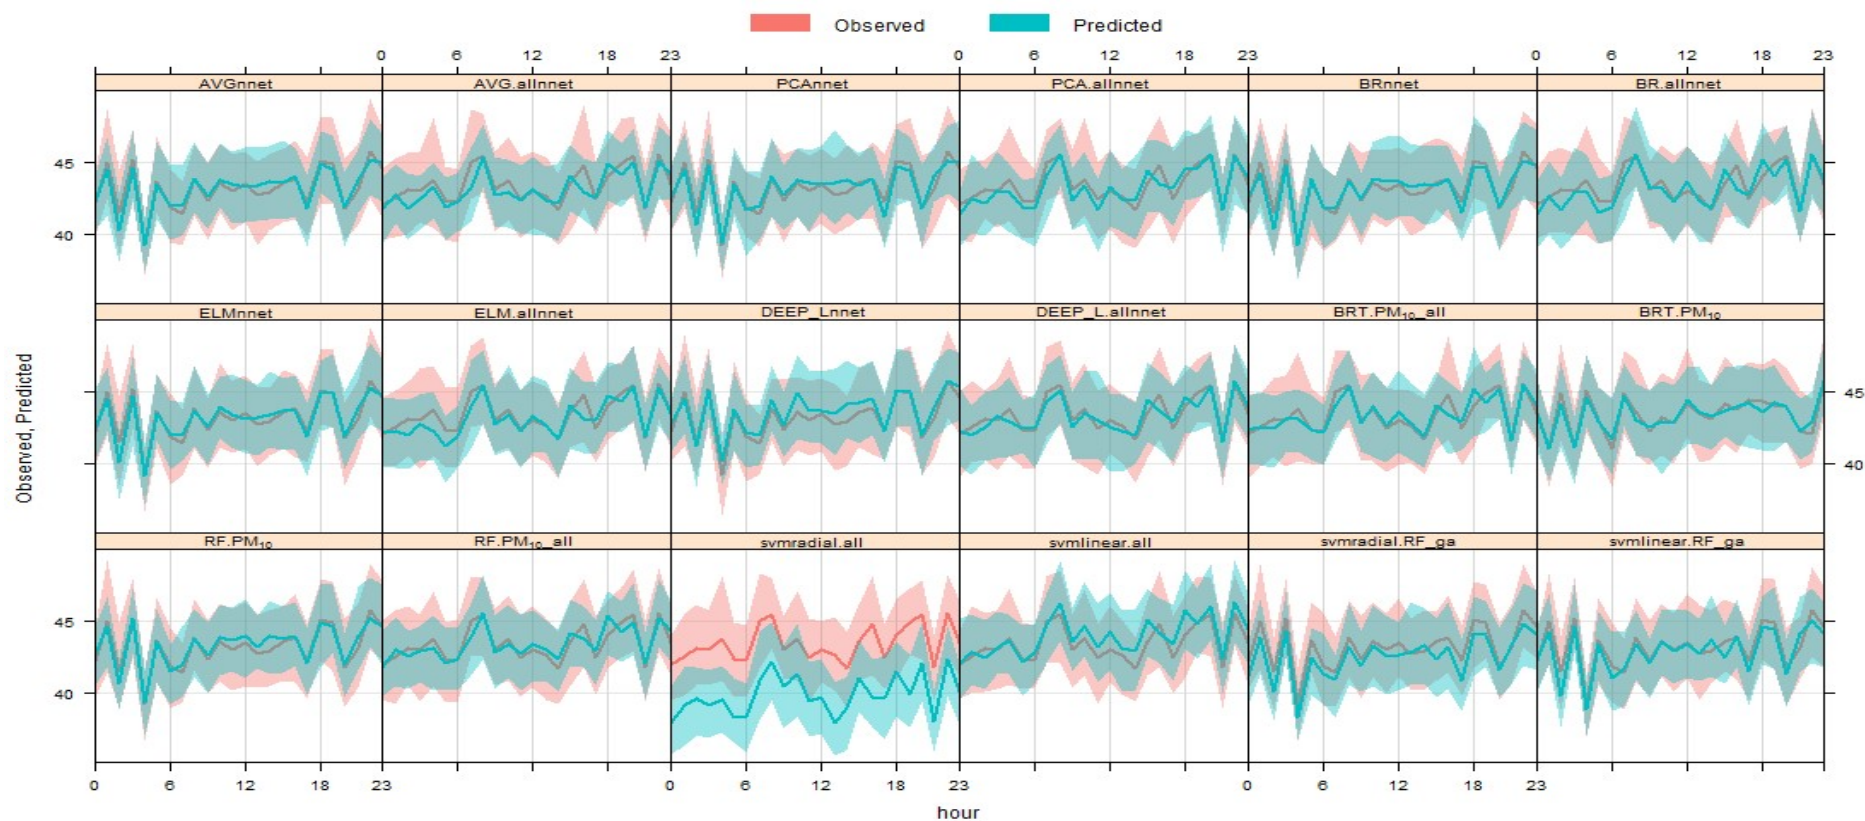 Observed Predicted
0 6 12 18 23 0 6 12 18 23 0 6 12 18 23
AVGnnet AVG.allnnet PCAnnet PCA.allnnet BRnnet BR.allnnet
45
40
ELMnnet ELM.allnnet DEEP_Lnnet DEEP_L.allnnet BRT.PM₁₀_all BRT.PM₁₀
45
40
Observed, Predicted
RF.PM₁₀ RF.PM₁₀_all svmradial.all svmlinear.all svmradial.RF_ga svmlinear.RF_ga
45
40
0 6 12 18 23 0 6 12 18 23 0 6 12 18 23
hour